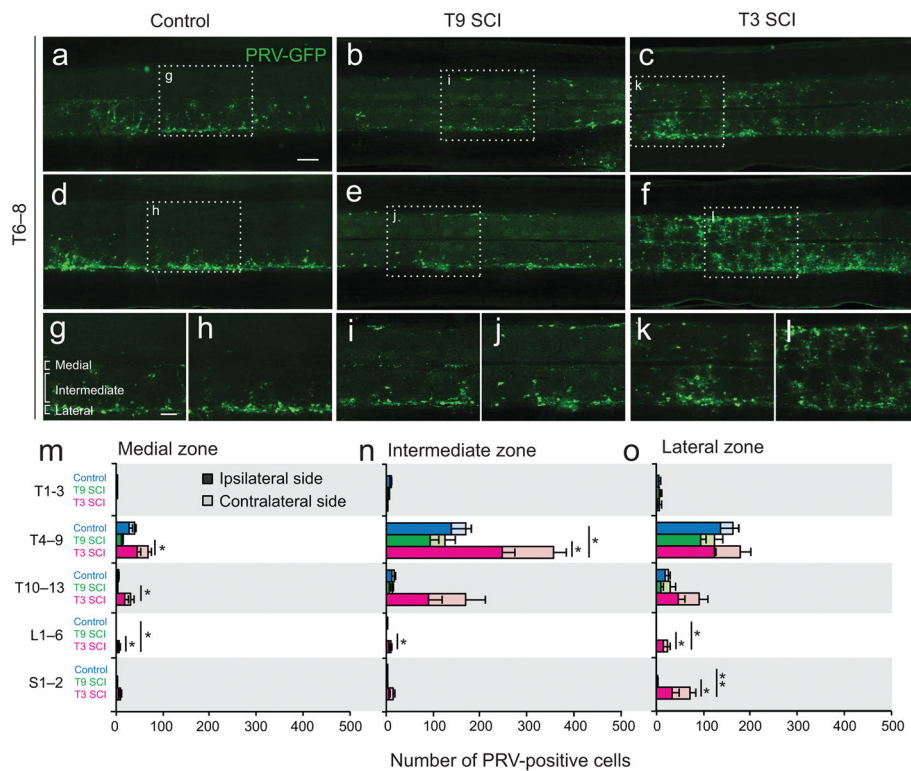 Control T9 SCI T3 SCI
T6–8
a PRV-GFP g
b i
c k
d h
e j
f l
g Medial Intermediate Lateral
h
i
j
k
l
m Medial zone
n Intermediate zone
o Lateral zone
Ipsilateral side
Contralateral side
T1-3
Control
T9 SCI
T3 SCI
T4–9
Control
T9 SCI
T3 SCI
*
*
*
T10–13
Control
T9 SCI
T3 SCI
*
L1–6
Control
T9 SCI
T3 SCI
* *
*
* *
S1–2
Control
T9 SCI
T3 SCI
* **
0 100 200 300 400 500
0 100 200 300 400 500
0 100 200 300 400 500
Number of PRV-positive cells